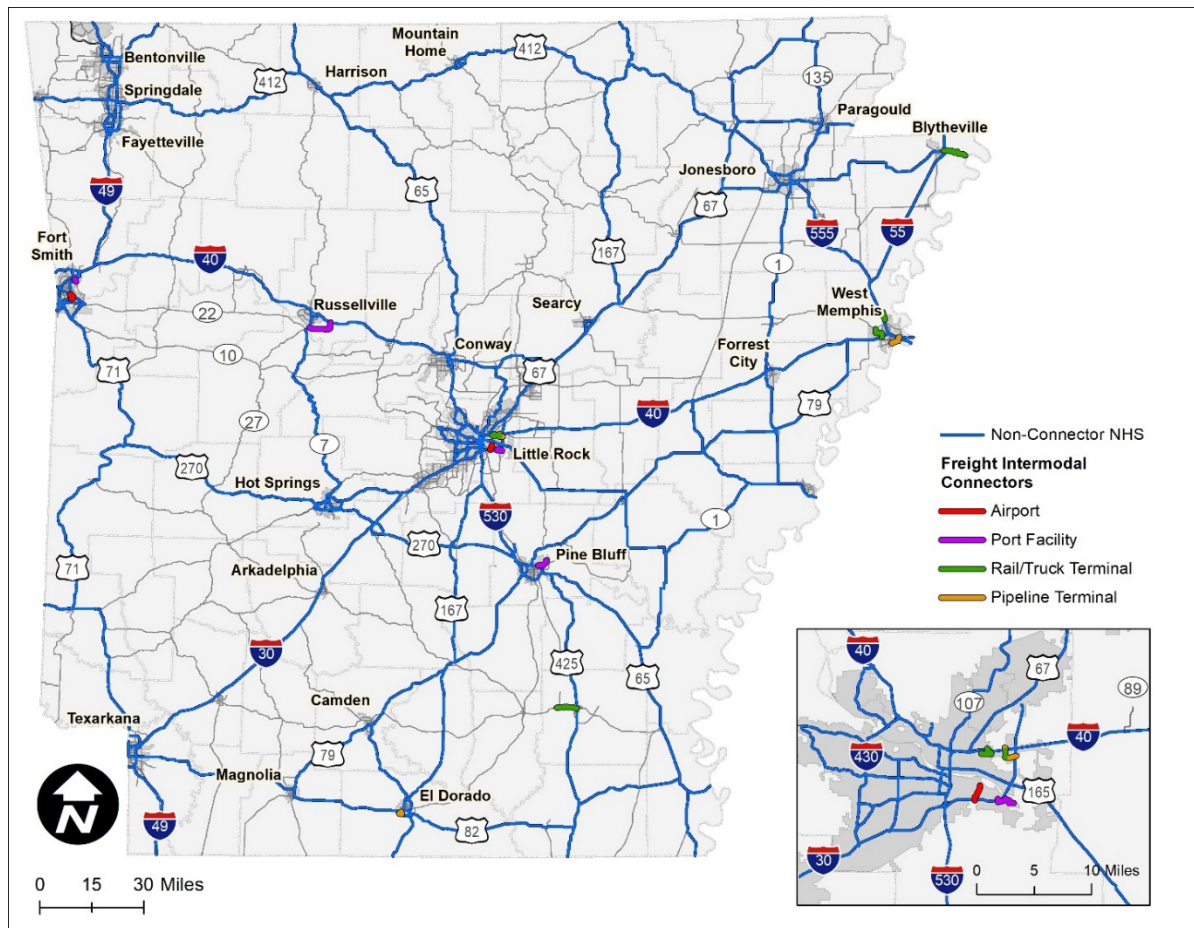 Mountain
Home
412
Bentonville
Harrison
135
412
Springdale
Paragould
Blytheville
Fayetteville
Jonesboro
49
65
67
Fort
Smith
555
55
40
167
1
Russellville
Searcy
West
Memphis
22
Conway
Forrest
City
10
71
67
79
27
40
7
Little Rock
270
Hot Springs
530
1
270
Pine Bluff
71
Arkadelphia
167
30
425
65
Camden
Texarkana
79
Magnolia
El Dorado
49
82
N
0 15 30 Miles
Non-Connector NHS
Freight Intermodal
Connectors
Airport
Port Facility
Rail/Truck Terminal
Pipeline Terminal
40
67
107
89
430
40
165
30
530
0 5 10 Miles